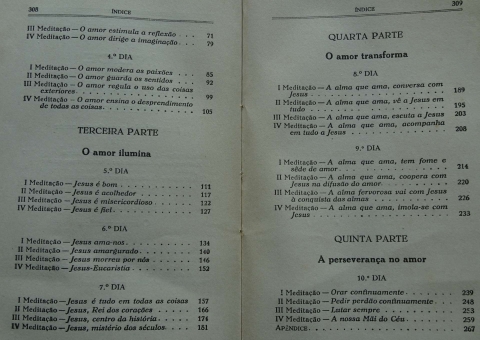 308 ÍNDICE
III Meditação — O amor estimula a reflexão . . . 71
IV Meditação — O amor dirige a imaginação . . . 79
4.º DIA
I Meditação — O amor modera as paixões . . . . 85
II Meditação — O amor guarda os sentidos . . . . 92
III Meditação — O amor regula o uso das coisas
exteriores. . . . . . . . . . . . . . . . 99
IV Meditação — O amor ensina o desprendimento
de todas as coisas. . . . . . . . . . . . . 105
TERCEIRA PARTE
O amor ilumina
5.º DIA
I Meditação — Jesus é bom . . . . . . . . . . 111
II Meditação — Jesus é acolhedor . . . . . . . . 117
III Meditação — Jesus é misericordioso . . . . . . 122
IV Meditação — Jesus é fiel. . . . . . . . . . . 127
6.º DIA
I Meditação — Jesus ama-nos . . . . . . . . . 134
II Meditação — Jesus amargurado. . . . . . . . . 140
III Meditação — Jesus morreu por nós . . . . . . . 146
IV Meditação — Jesus-Eucaristia . . . . . . . . . 152
7.º DIA
I Meditação — Jesus é tudo em todas as coisas 157
II Meditação — Jesus, Rei dos corações . . . . . . 166
III Meditação — Jesus, centro da história . . . . . . 174
IV Meditação — Jesus, mistério dos séculos. . . . . 181
ÍNDICE 309
QUARTA PARTE
O amor transforma
8.º DIA
I Meditação — A alma que ama, conversa com
Jesus . . . . . . . . . . . . . . . . . . 189
II Meditação — A alma que ama, vê a Jesus em
tudo . . . . . . . . . . . . . . . . . . 195
III Meditação — A alma que ama, escuta a Jesus 203
IV Meditação — A alma que ama, acompanha
em tudo a Jesus . . . . . . . . . . . . . 208
9.º DIA
I Meditação — A alma que ama, tem fome e
sêde de amor. . . . . . . . . . . . . . . 214
II Meditação — A alma que ama, coopera com
Jesus na difusão do amor . . . . . . . . . 220
III Meditação — A alma fervorosa vai com Jesus
à conquista das almas . . . . . . . . . . 226
IV Meditação — A alma que ama, imola-se com
Jesus . . . . . . . . . . . . . . . . . . 233
QUINTA PARTE
A perseverança no amor
10.º DIA
I Meditação — Orar contìnuamente. . . . . . . . 239
II Meditação — Pedir perdão contìnuamente . . . . 248
III Meditação — Lutar sempre . . . . . . . . . . 253
IV Meditação — A nossa Mãi do Céu . . . . . . . 259
APÊNDICE. . . . . . . . . . . . . . . . . . 267